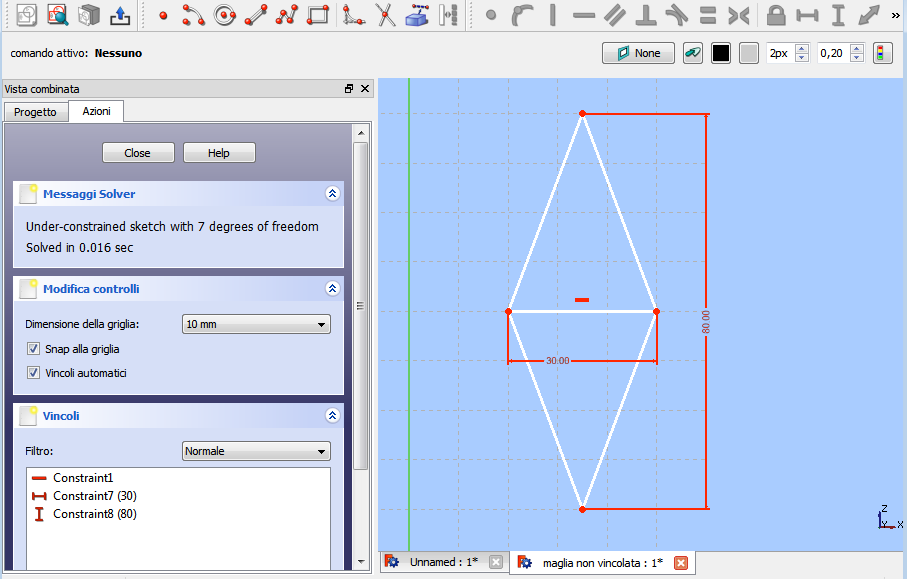 comando attivo: Nessuno
None
2px
0,20
Vista combinata
Progetto
Azioni
Close
Help
Messaggi Solver
Under-constrained sketch with 7 degrees of freedom
Solved in 0.016 sec
Modifica controlli
Dimensione della griglia:
10 mm
Snap alla griglia
Vincoli automatici
Vincoli
Filtro:
Normale
Constraint1
Constraint7 (30)
Constraint8 (80)
80.00
30.00
Z
Y
X
Unnamed : 1*
maglia non vincolata : 1*